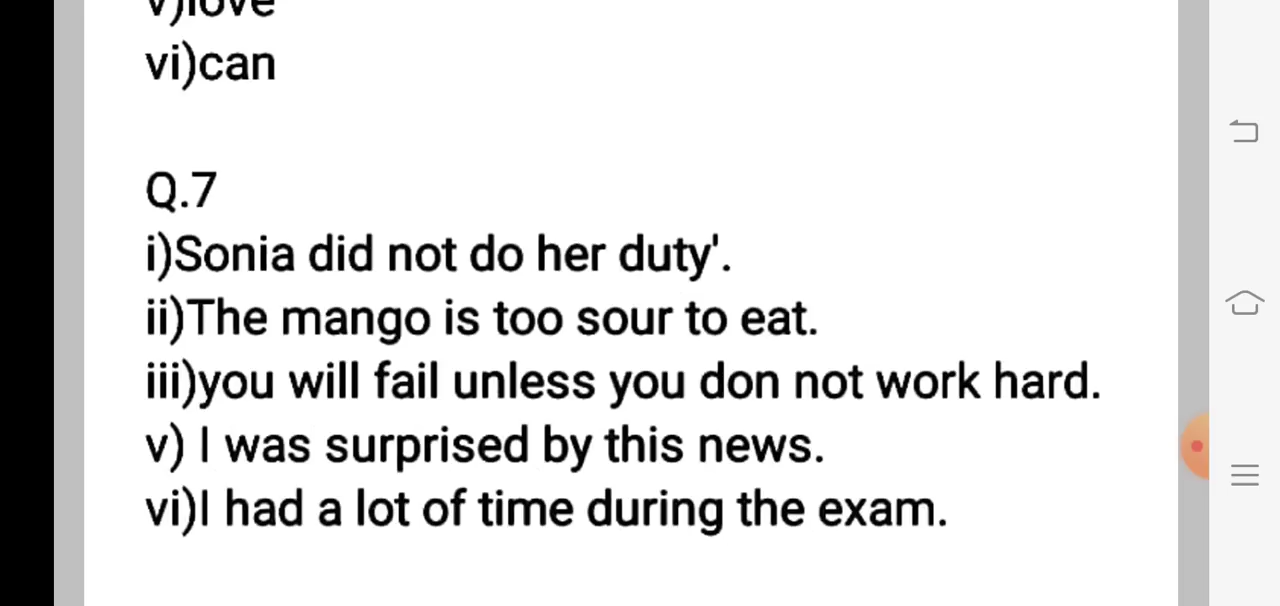 v)love
vi)can
Q.7
i)Sonia did not do her duty'.
ii)The mango is too sour to eat.
iii)you will fail unless you don not work hard.
v) I was surprised by this news.
vi)I had a lot of time during the exam.